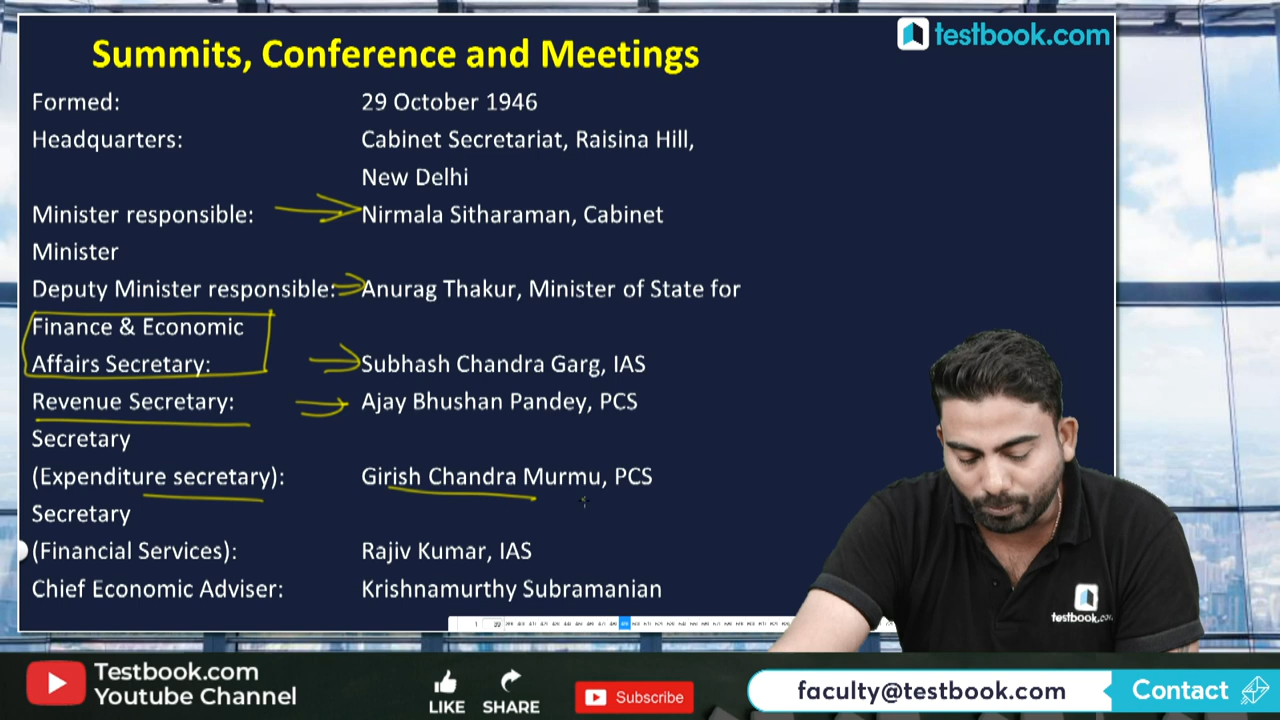 Summits, Conference and Meetings
testbook.com
Formed: 29 October 1946
Headquarters: Cabinet Secretariat, Raisina Hill,
New Delhi
Minister responsible: Nirmala Sitharaman, Cabinet
Minister
Deputy Minister responsible: Anurag Thakur, Minister of State for
Finance & Economic
Affairs Secretary: Subhash Chandra Garg, IAS
Revenue Secretary: Ajay Bhushan Pandey, PCS
Secretary
(Expenditure secretary): Girish Chandra Murmu, PCS
Secretary
(Financial Services): Rajiv Kumar, IAS
Chief Economic Adviser: Krishnamurthy Subramanian
testbook.com
Testbook.com
Youtube Channel
LIKE
SHARE
Subscribe
faculty@testbook.com
Contact